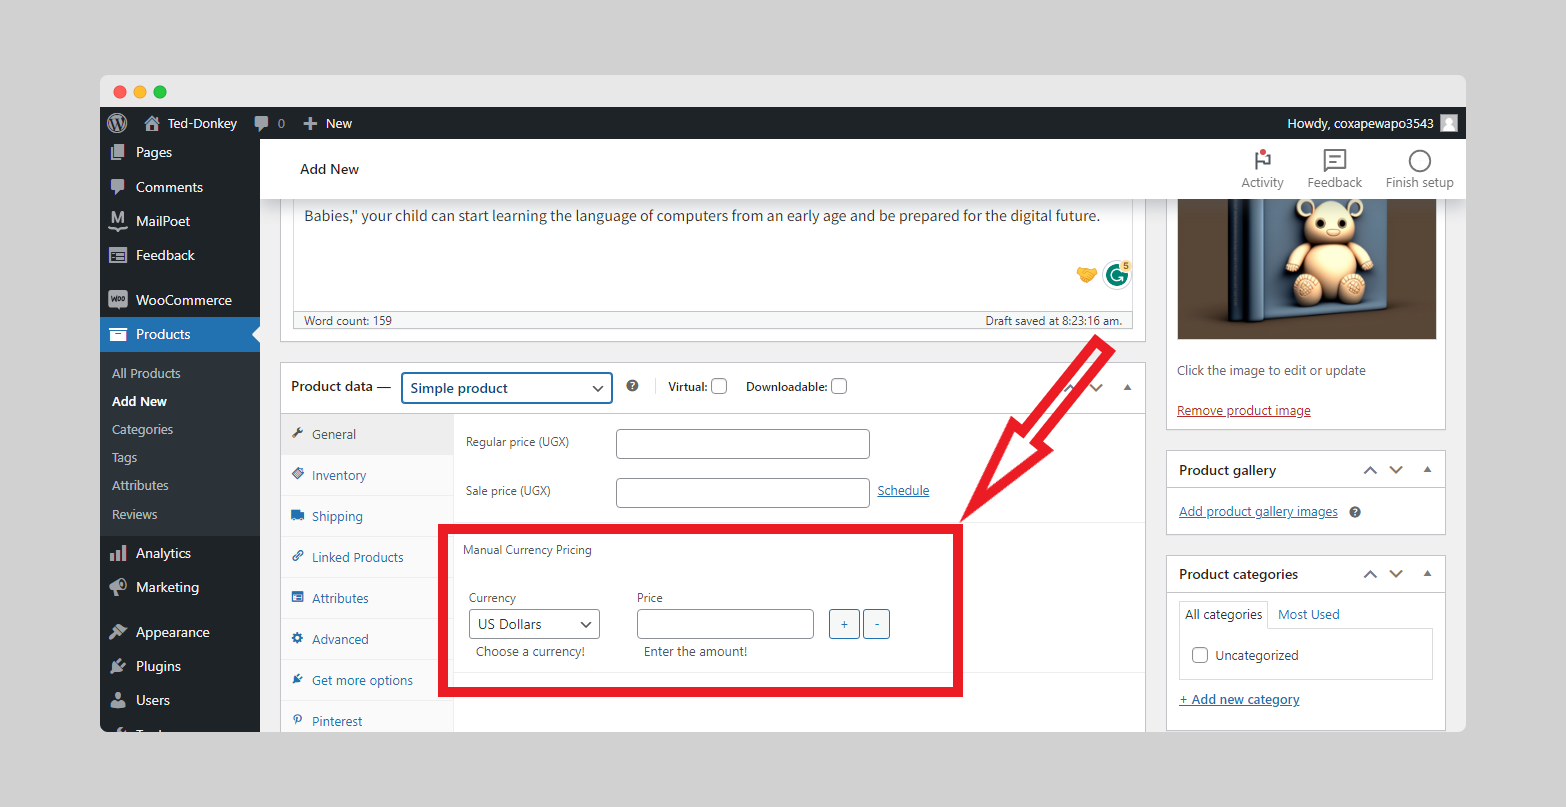 Ted-Donkey
0
New
Howdy, coxapewapo3543
Pages
Comments
MailPoet
Feedback
WooCommerce
Products
All Products
Add New
Categories
Tags
Attributes
Reviews
Analytics
Marketing
Appearance
Plugins
Users
Add New
Activity
Feedback
Finish setup
Babies," your child can start learning the language of computers from an early age and be prepared for the digital future.
5
Word count: 159
Draft saved at 8:23:16 am.
Product data —
Simple product
Virtual:
Downloadable:
General
Inventory
Shipping
Linked Products
Attributes
Advanced
Get more options
Pinterest
Regular price (UGX)
Sale price (UGX)
Schedule
Manual Currency Pricing
Currency
Price
US Dollars
+
-
Choose a currency!
Enter the amount!
Click the image to edit or update
Remove product image
Product gallery
Add product gallery images
Product categories
All categories
Most Used
Uncategorized
+ Add new category